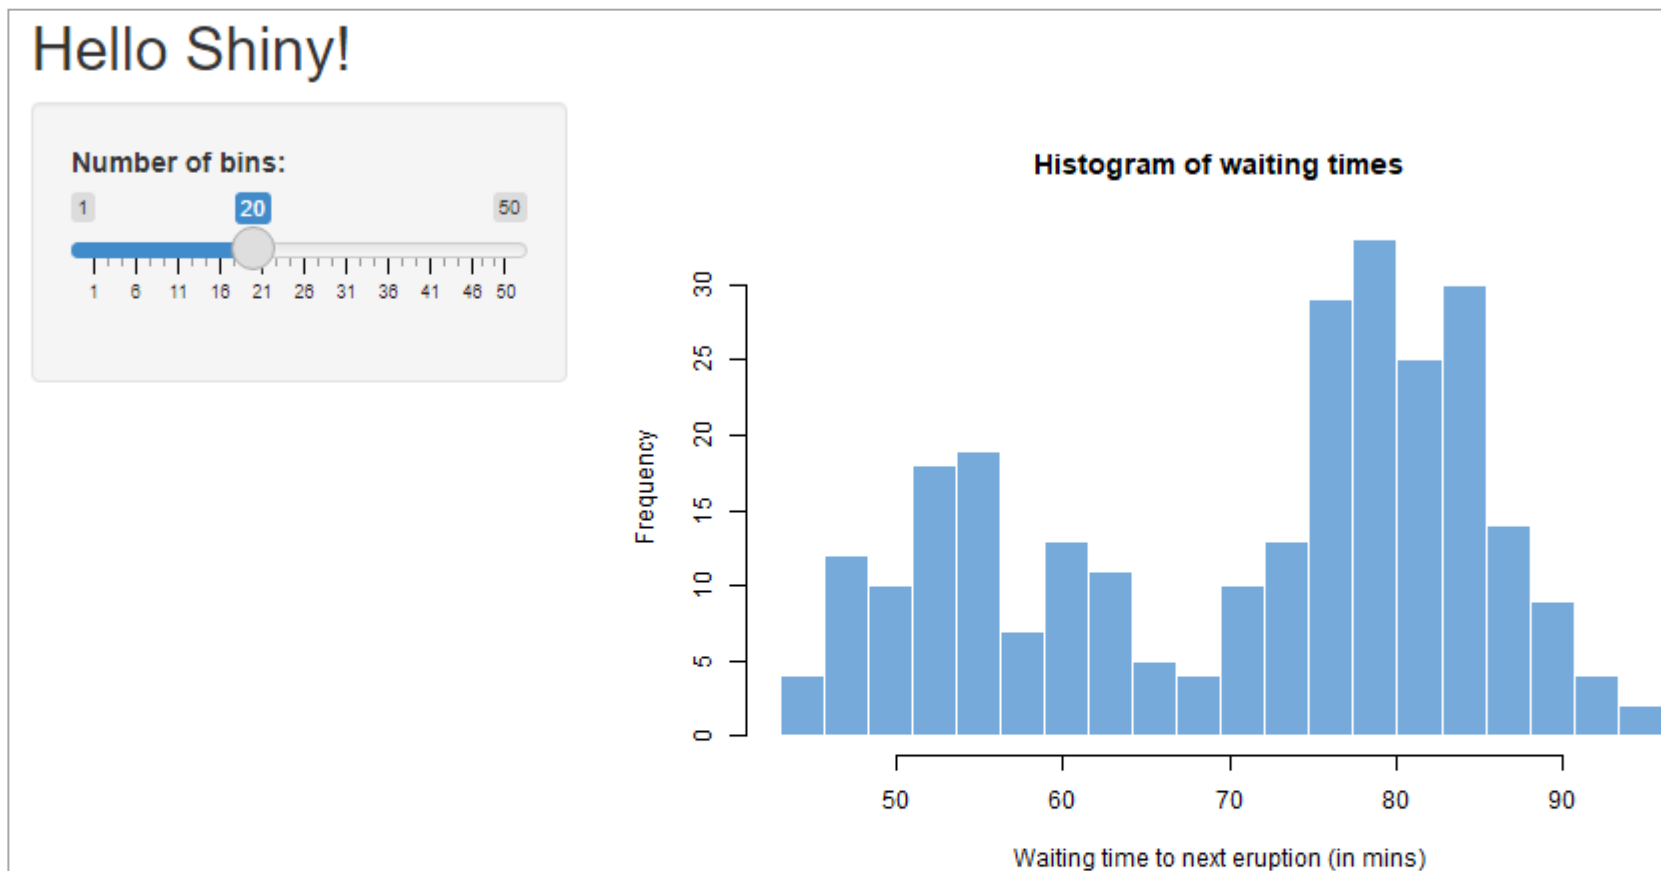 Hello Shiny!
Number of bins:
1 20 50
1 6 11 16 21 26 31 36 41 46 50
Histogram of waiting times
Frequency
30
25
20
15
10
5
0
50 60 70 80 90
Waiting time to next eruption (in mins)